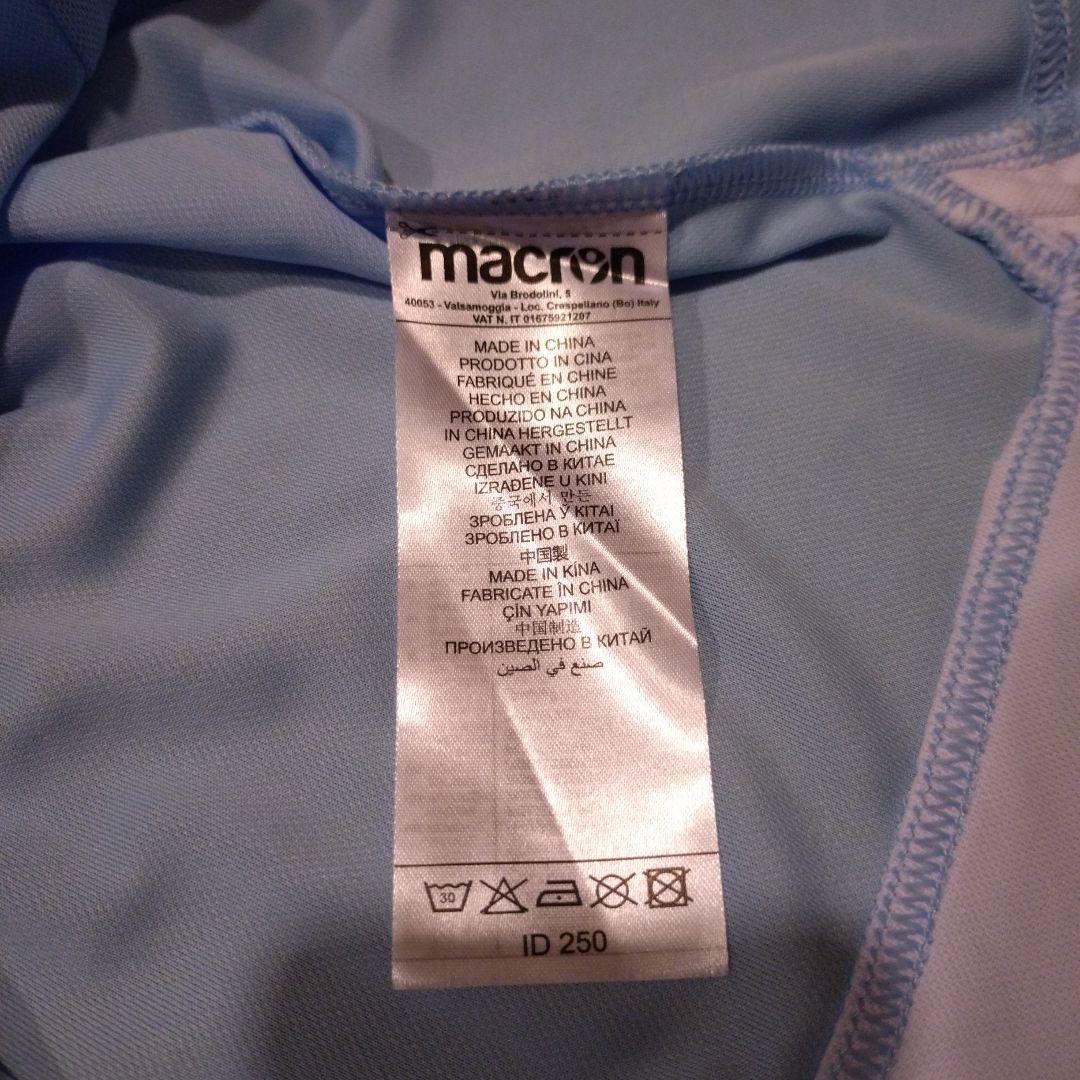 macron
Via Brodolini, 5
40053 - Valsamoggia - Loc. Crespellano (Bo) Italy
VAT N. IT 01675921207
MADE IN CHINA
PRODOTTO IN CINA
FABRIQUÉ EN CHINE
HECHO EN CHINA
PRODUZIDO NA CHINA
IN CHINA HERGESTELLT
GEMAAKT IN CHINA
СДЕЛАНО В КИТАЕ
IZRAĐENE U KINI
중국에서 만든
ЗРОБЛЕНА Ў КІТАІ
ЗРОБЛЕНО В КИТАЇ
中国製
MADE IN KÍNA
FABRICATE ÎN CHINA
ÇİN YAPIMI
中国制造
ПРОИЗВЕДЕНО В КИТАЙ
صنع في الصين
30
ID 250